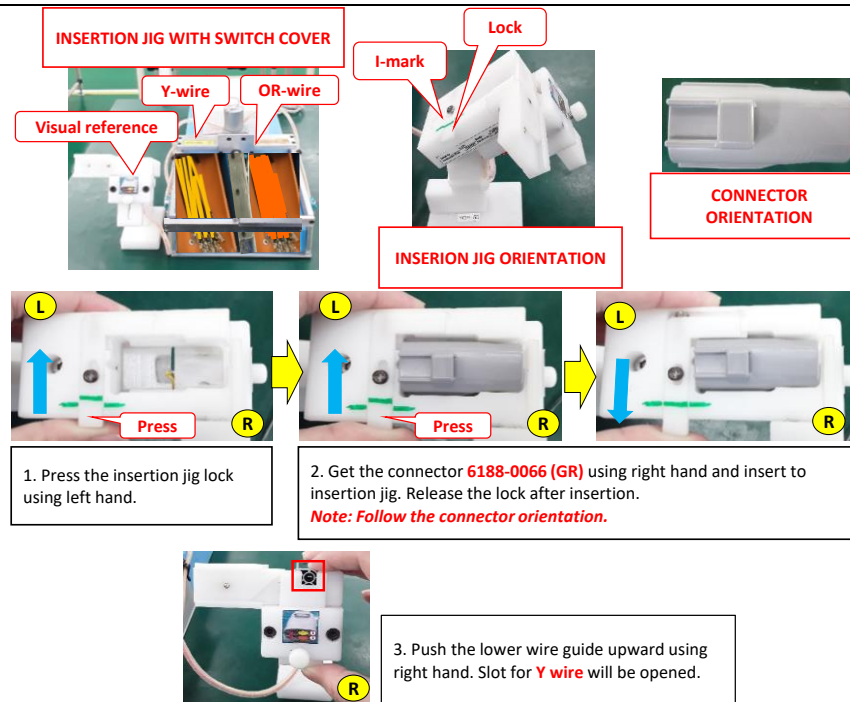 INSERTION JIG WITH SWITCH COVER
Y-wire
OR-wire
Visual reference
Lock
I-mark
INSERION JIG ORIENTATION
CONNECTOR
ORIENTATION
L
Press
R
L
Press
R
L
R
1. Press the insertion jig lock
using left hand.
2. Get the connector 6188-0066 (GR) using right hand and insert to
insertion jig. Release the lock after insertion.
Note: Follow the connector orientation.
3. Push the lower wire guide upward using
right hand. Slot for Y wire will be opened.
R